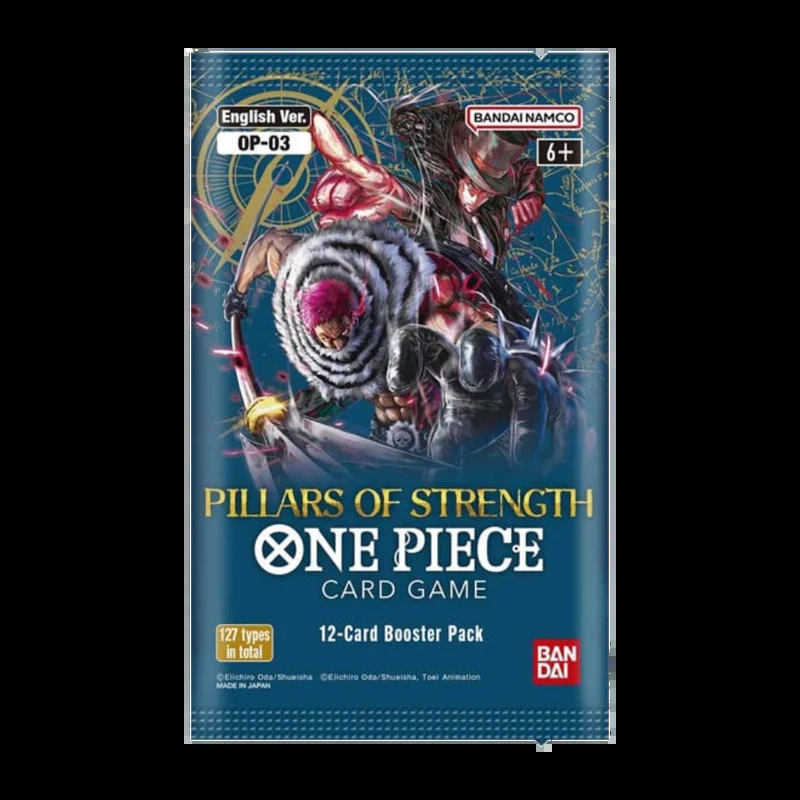 English Ver.
OP-03
BANDAI NAMCO
6+
PILLARS OF STRENGTH
ONE PIECE
CARD GAME
127 types
in total
12-Card Booster Pack
BAN
DAI
©Eiichiro Oda/Shueisha ©Eiichiro Oda/Shueisha, Toei Animation
MADE IN JAPAN